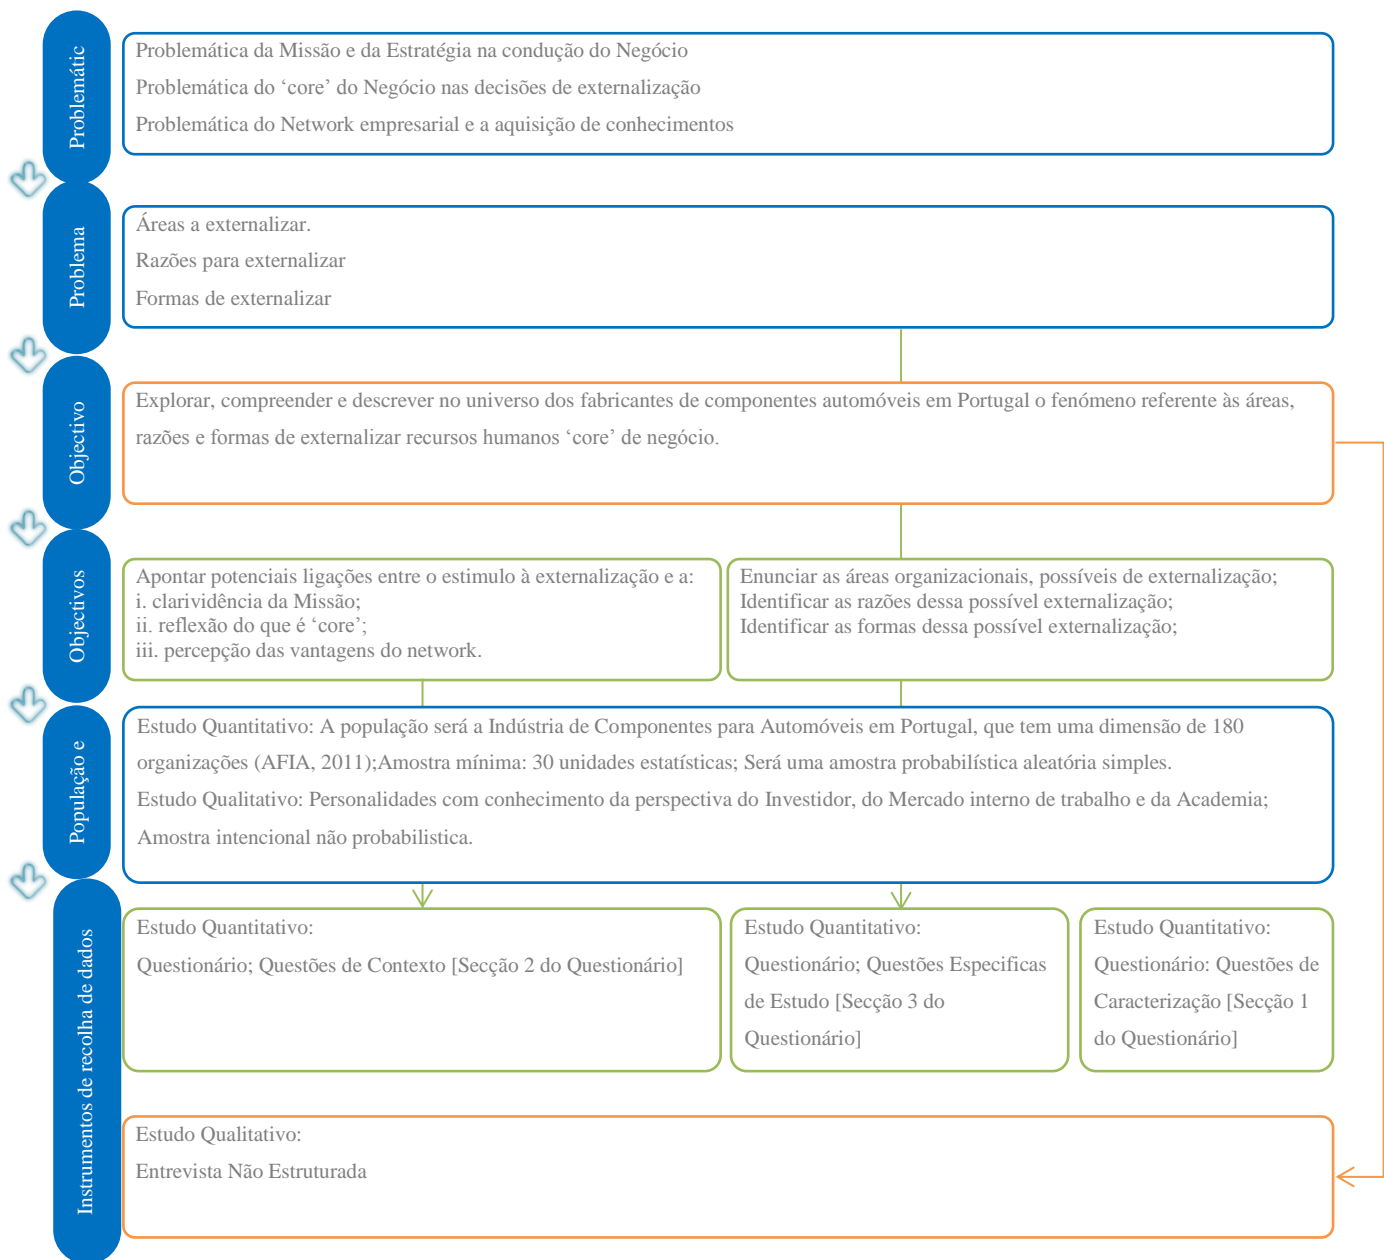 Problemátic
Problemática da Missão e da Estratégia na condução do Negócio
Problemática do ‘core’ do Negócio nas decisões de externalização
Problemática do Network empresarial e a aquisição de conhecimentos
Problema
Áreas a externalizar.
Razões para externalizar
Formas de externalizar
Objectivo
Explorar, compreender e descrever no universo dos fabricantes de componentes automóveis em Portugal o fenómeno referente às áreas,
razões e formas de externalizar recursos humanos ‘core’ de negócio.
Objectivos
Apontar potenciais ligações entre o estimulo à externalização e a:
i. clarividência da Missão;
ii. reflexão do que é ‘core’;
iii. percepção das vantagens do network.
Enunciar as áreas organizacionais, possíveis de externalização;
Identificar as razões dessa possível externalização;
Identificar as formas dessa possível externalização;
População e
Estudo Quantitativo: A população será a Indústria de Componentes para Automóveis em Portugal, que tem uma dimensão de 180
organizações (AFIA, 2011);Amostra mínima: 30 unidades estatísticas; Será uma amostra probabilística aleatória simples.
Estudo Qualitativo: Personalidades com conhecimento da perspectiva do Investidor, do Mercado interno de trabalho e da Academia;
Amostra intencional não probabilistica.
Instrumentos de recolha de dados
Estudo Quantitativo:
Questionário; Questões de Contexto [Secção 2 do Questionário]
Estudo Quantitativo:
Questionário; Questões Especificas
de Estudo [Secção 3 do
Questionário]
Estudo Quantitativo:
Questionário: Questões de
Caracterização [Secção 1
do Questionário]
Estudo Qualitativo:
Entrevista Não Estruturada